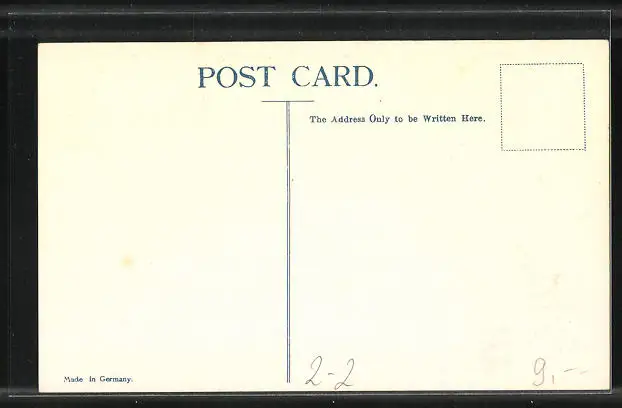 POST CARD.
The Address Only to be Written Here.
Made in Germany.
2-2
9,--